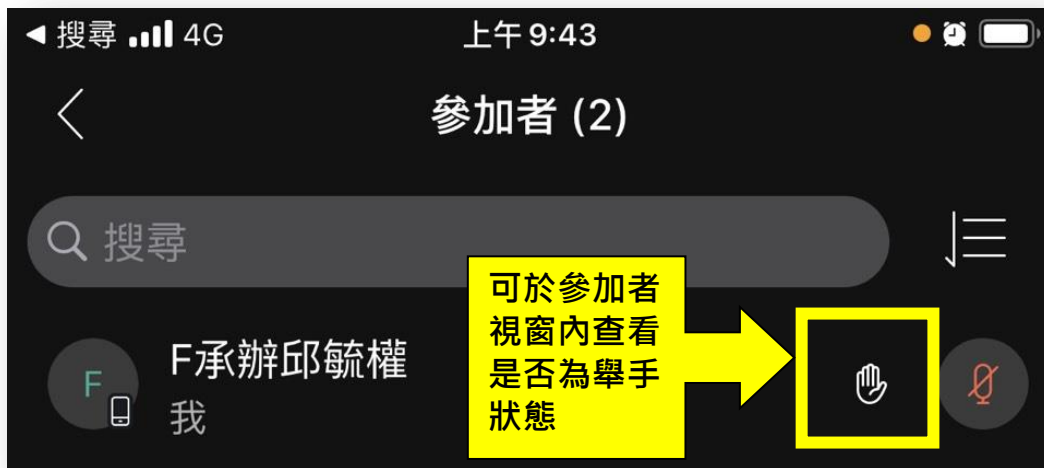 搜尋 4G 上午 9:43
參加者 (2)
搜尋
可於參加者
視窗內查看
是否為舉手
狀態
F F承辦邱毓權
我